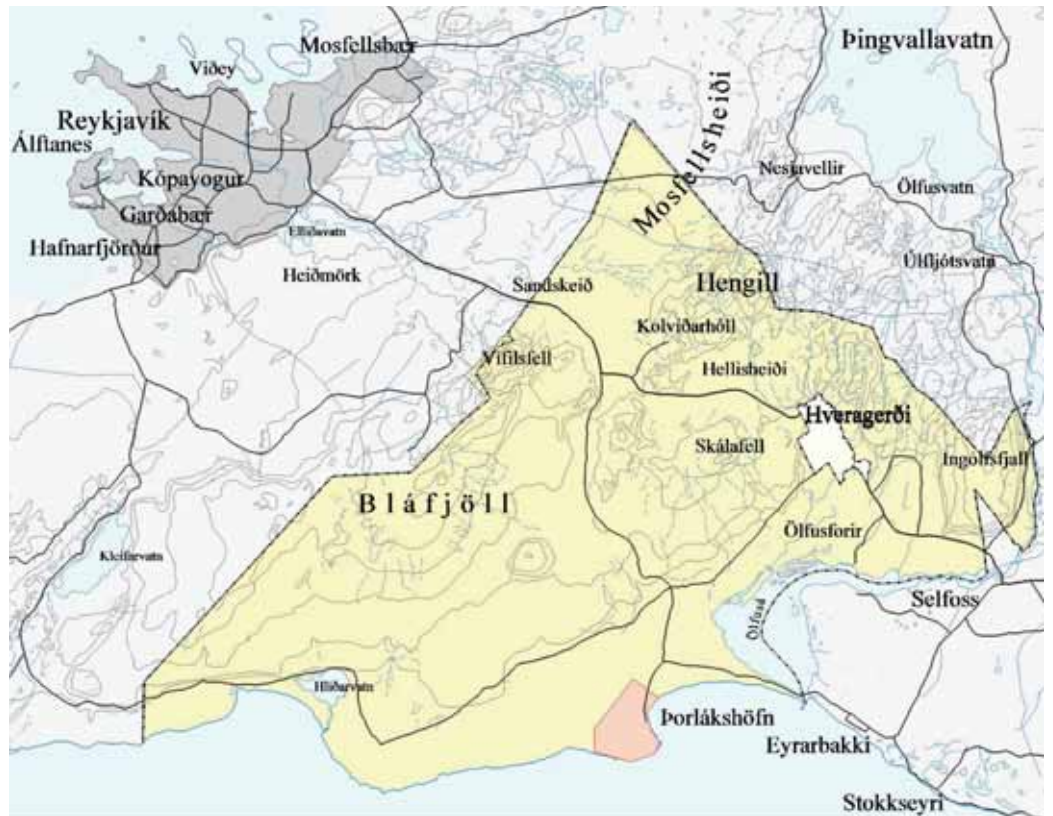 Mosfellsbær
Þingvallavatn
Viðey
Reykjavík
Álftanes
Mosfellsheiði
Nesjavellir
Kópavogur
Ölfusvatn
Garðabær
Elliðavatn
Hafnarfjörður
Úlfljótsvatn
Heiðmörk
Sandskeið
Hengill
Kolviðarhóll
Vífilsfell
Hellisheiði
Hveragerði
Skálafell
Ingólfsfjall
Bláfjöll
Ölfusforir
Kleifarvatn
Selfoss
Ölfusá
Hlíðarvatn
Þorlákshöfn
Eyrarbakki
Stokkseyri